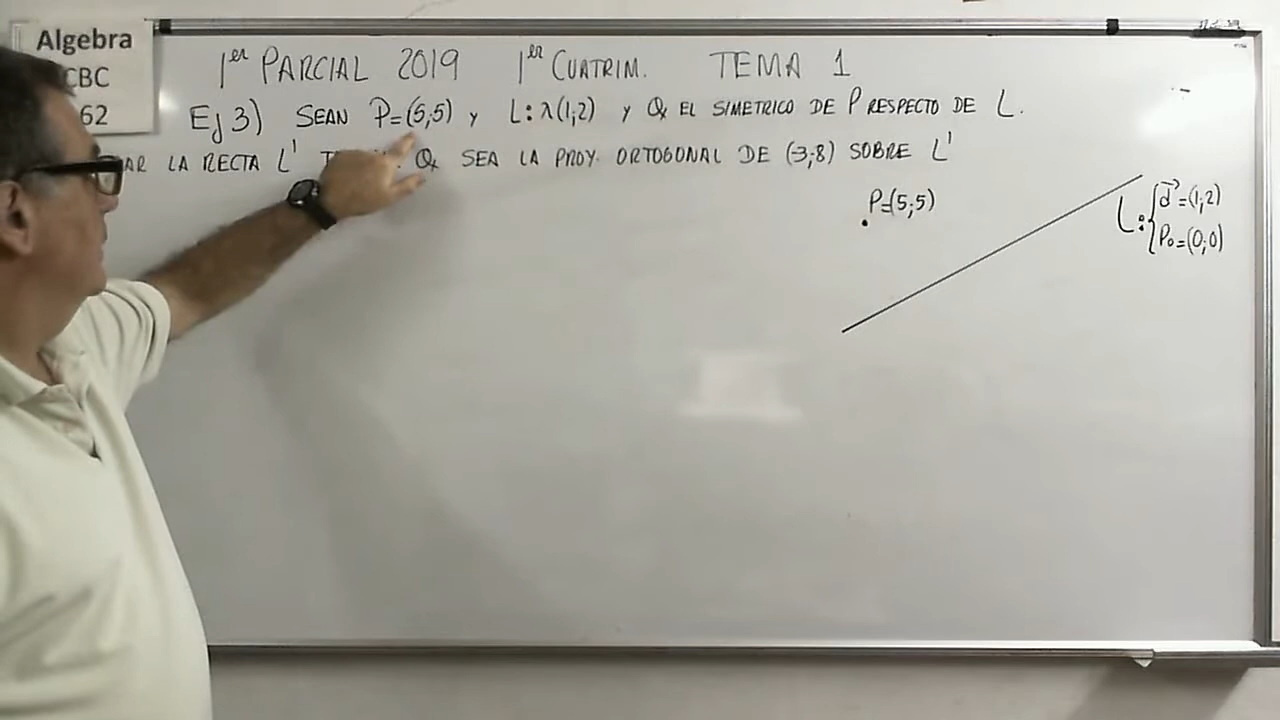 Algebra
CBC
62
1er PARCIAL 2019 1er CUATRIM. TEMA 1
Ej 3) SEAN P=(5;5) y L: λ(1,2) y Q EL SIMETRICO DE P RESPECTO DE L.
LA RECTA L' Q SEA LA PROY. ORTOGONAL DE (-3;8) SOBRE L'
P=(5;5)
L: d=(1;2)
P0=(0;0)